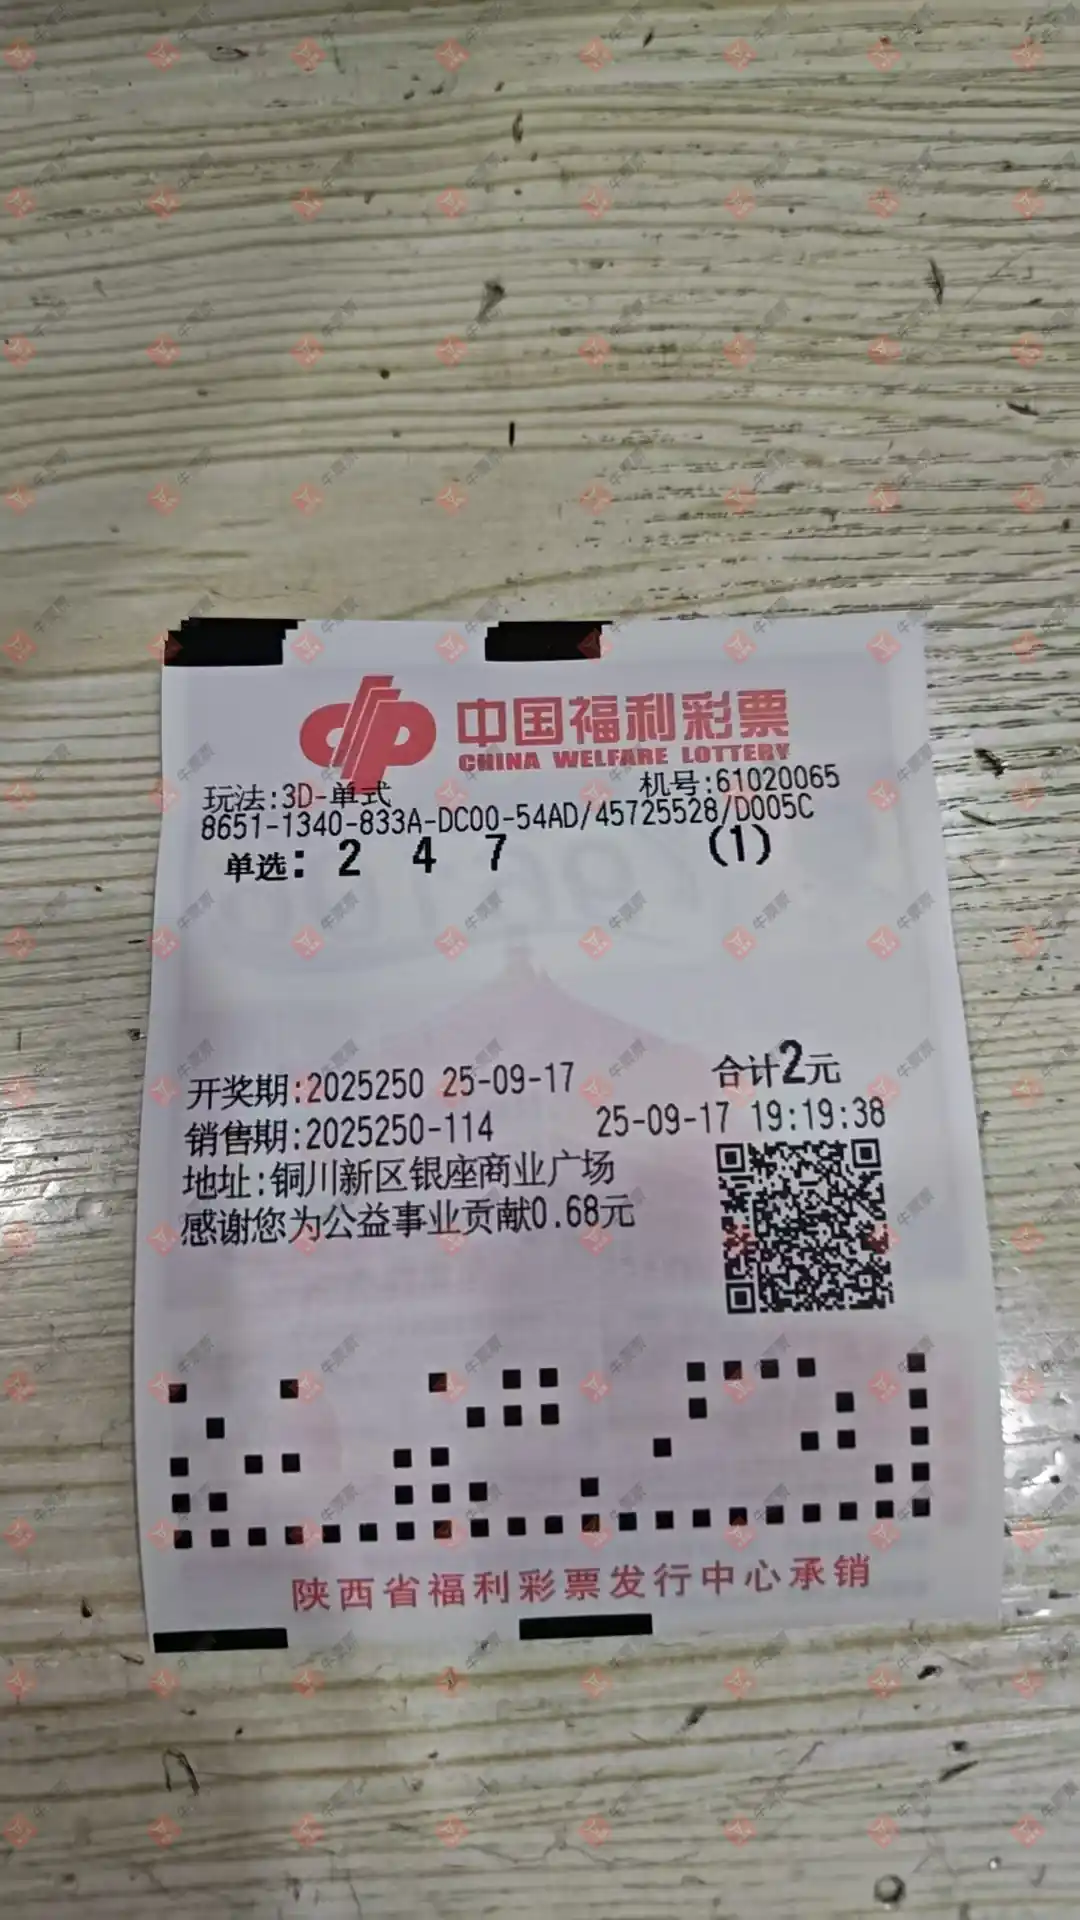 中国福利彩票
CHINA WELFARE LOTTERY
玩法:3D-单式 机号:61020065
8651-1340-833A-DC00-54AD/45725528/D005C
单选: 2 4 7 (1)
开奖期:2025250 25-09-17 合计2元
销售期:2025250-114 25-09-17 19:19:38
地址:铜川新区银座商业广场
感谢您为公益事业贡献0.68元
陕西省福利彩票发行中心承销
牛票票